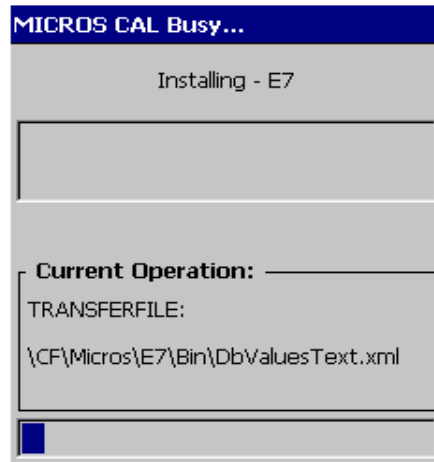 MICROS CAL Busy...
Installing - E7
Current Operation:
TRANSFERFILE:
\CF\Micros\E7\Bin\DbValuesText.xml